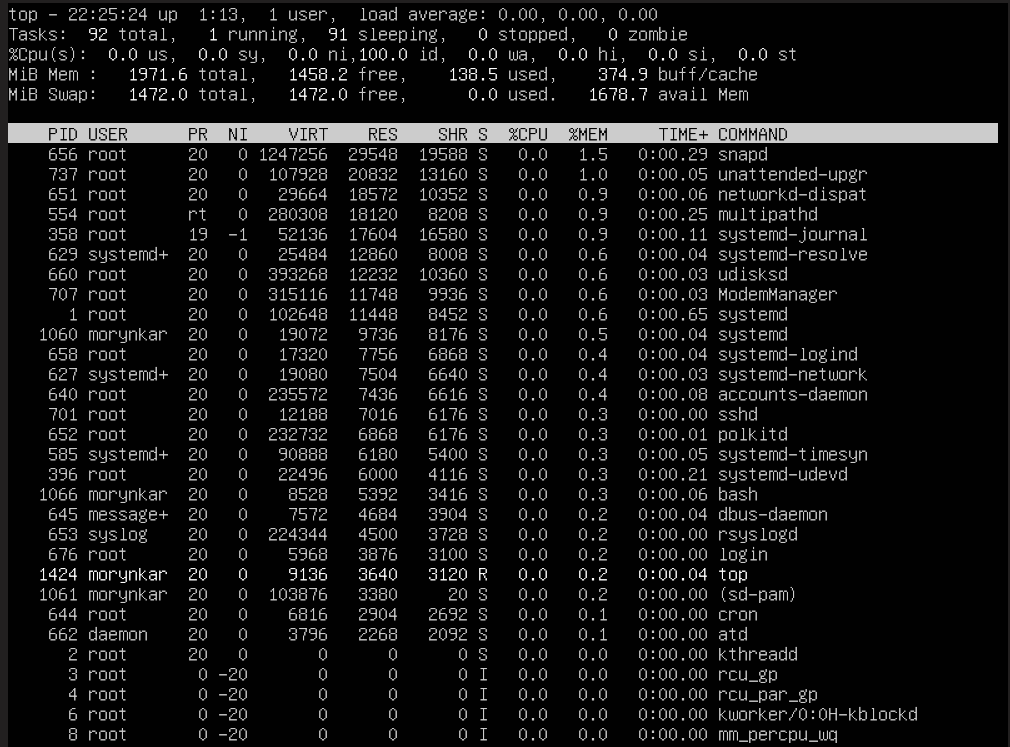 top - 22:25:24 up  1:13,  1 user,  load average: 0.00, 0.00, 0.00
Tasks:  92 total,   1 running,  91 sleeping,   0 stopped,   0 zombie
%Cpu(s):  0.0 us,  0.0 sy,  0.0 ni,100.0 id,  0.0 wa,  0.0 hi,  0.0 si,  0.0 st
MiB Mem :   1971.6 total,   1458.2 free,    138.5 used,    374.9 buff/cache
MiB Swap:   1472.0 total,   1472.0 free,      0.0 used.   1678.7 avail Mem
    PID USER      PR  NI    VIRT    RES    SHR S  %CPU  %MEM     TIME+ COMMAND
    656 root      20   0 1247256  29548  19588 S   0.0   1.5   0:00.29 snapd
    737 root      20   0  107928  20832  13160 S   0.0   1.0   0:00.05 unattended-upgr
    651 root      20   0   29664  18572  10352 S   0.0   0.9   0:00.06 networkd-dispat
    554 root      rt   0  280308  18120   8208 S   0.0   0.9   0:00.25 multipathd
    358 root      19  -1   52136  17604  16580 S   0.0   0.9   0:00.11 systemd-journal
    629 systemd+  20   0   25484  12860   8008 S   0.0   0.6   0:00.04 systemd-resolve
    660 root      20   0  393268  12232  10360 S   0.0   0.6   0:00.03 udisksd
    707 root      20   0  315116  11748   9936 S   0.0   0.6   0:00.03 ModemManager
      1 root      20   0  102648  11448   8452 S   0.0   0.6   0:00.65 systemd
   1060 morynkar  20   0   19072   9736   8176 S   0.0   0.5   0:00.04 systemd
    658 root      20   0   17320   7756   6868 S   0.0   0.4   0:00.04 systemd-logind
    627 systemd+  20   0   19080   7504   6640 S   0.0   0.4   0:00.03 systemd-network
    640 root      20   0  235572   7436   6616 S   0.0   0.4   0:00.08 accounts-daemon
    701 root      20   0   12188   7016   6176 S   0.0   0.3   0:00.00 sshd
    652 root      20   0  232732   6868   6176 S   0.0   0.3   0:00.01 polkitd
    585 systemd+  20   0   90888   6180   5400 S   0.0   0.3   0:00.05 systemd-timesyn
    396 root      20   0   22496   6000   4116 S   0.0   0.3   0:00.21 systemd-udevd
   1066 morynkar  20   0    8528   5392   3416 S   0.0   0.3   0:00.06 bash
    645 message+  20   0    7572   4684   3904 S   0.0   0.2   0:00.04 dbus-daemon
    653 syslog    20   0  224344   4500   3728 S   0.0   0.2   0:00.00 rsyslogd
    676 root      20   0    5968   3876   3100 S   0.0   0.2   0:00.00 login
   1424 morynkar  20   0    9136   3640   3120 R   0.0   0.2   0:00.04 top
   1061 morynkar  20   0  103876   3380     20 S   0.0   0.2   0:00.00 (sd-pam)
    644 root      20   0    6816   2904   2692 S   0.0   0.1   0:00.00 cron
    662 daemon    20   0    3796   2268   2092 S   0.0   0.1   0:00.00 atd
      2 root      20   0       0      0      0 S   0.0   0.0   0:00.00 kthreadd
      3 root       0 -20       0      0      0 I   0.0   0.0   0:00.00 rcu_gp
      4 root       0 -20       0      0      0 I   0.0   0.0   0:00.00 rcu_par_gp
      6 root       0 -20       0      0      0 I   0.0   0.0   0:00.00 kworker/0:0H-kblockd
      8 root       0 -20       0      0      0 I   0.0   0.0   0:00.00 mm_percpu_wq